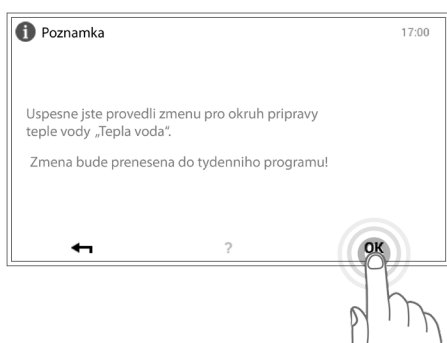 i Poznamka 17:00
Uspesne jste provedli zmenu pro okruh pripravy
teple vody „Tepla voda“.
Zmena bude prenesena do tydenniho programu!
? OK